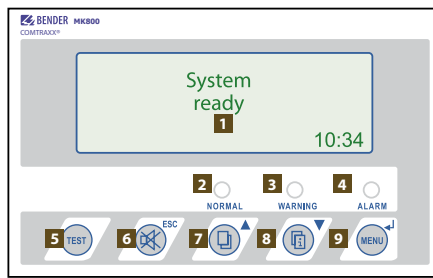 BENDER MK800
COMTRAXX®
System
ready
1
10:34
2 3 4
NORMAL WARNING ALARM
5 TEST 6 ESC 7 8 i 9 MENU